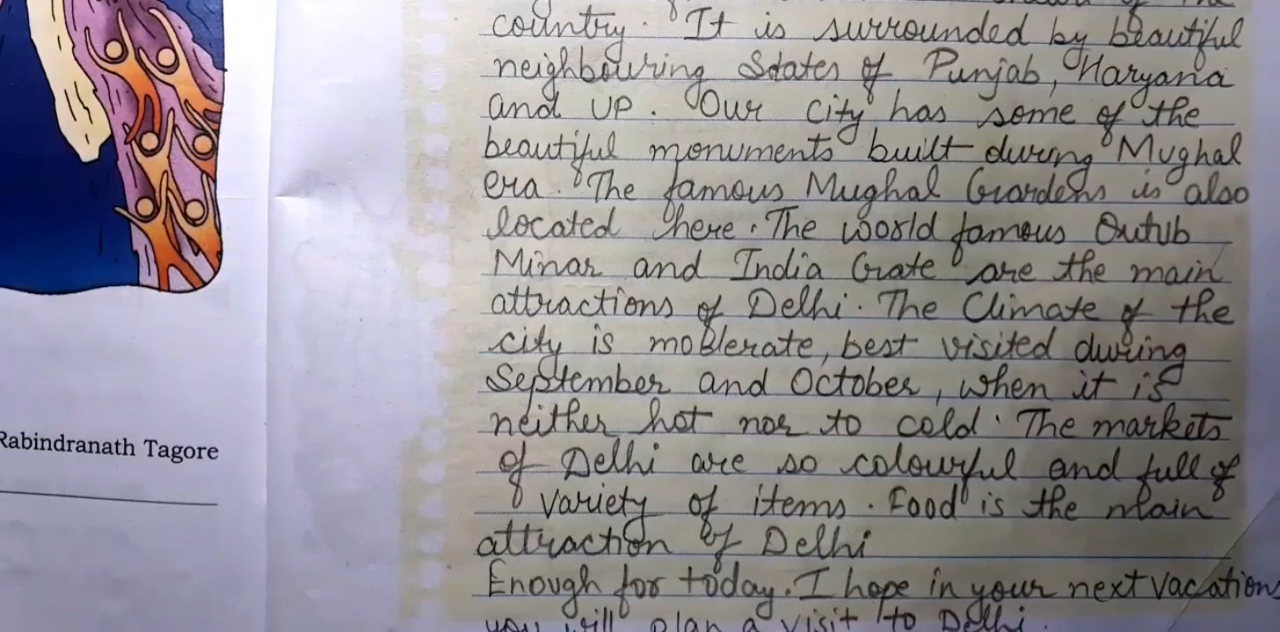 country. It is surrounded by beautiful
neighbouring States of Punjab, Haryana
and UP. Our city has some of the
beautiful monuments built during Mughal
era. The famous Mughal Gardens is also
located here. The world famous Qutub
Minar and India Gate are the main
attractions of Delhi. The Climate of the
city is moderate, best visited during
September and October, when it is
neither hot nor to cold. The markets
of Delhi are so colourful and full of
variety of items. Food is the main
attraction of Delhi
Enough for today. I hope in your next vacation
you will plan a visit to Delhi.
Rabindranath Tagore